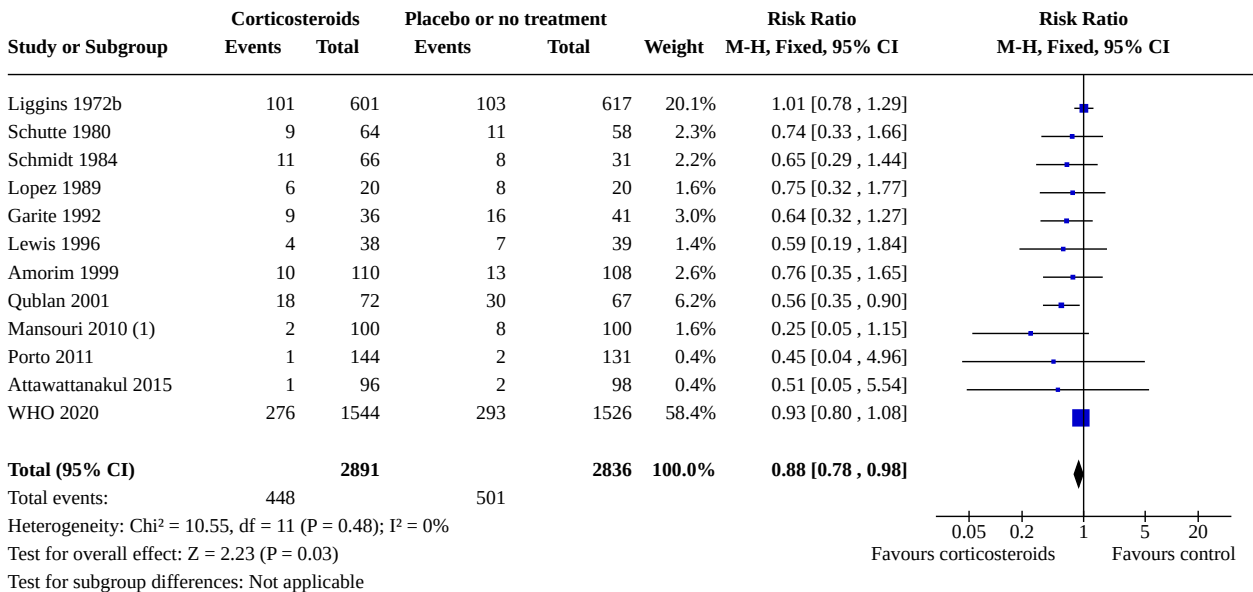 Corticosteroids Placebo or no treatment Risk Ratio Risk Ratio
Study or Subgroup Events Total Events Total Weight M-H, Fixed, 95% CI M-H, Fixed, 95% CI
Liggins 1972b 101 601 103 617 20.1% 1.01 [0.78 , 1.29]
Schutte 1980 9 64 11 58 2.3% 0.74 [0.33 , 1.66]
Schmidt 1984 11 66 8 31 2.2% 0.65 [0.29 , 1.44]
Lopez 1989 6 20 8 20 1.6% 0.75 [0.32 , 1.77]
Garite 1992 9 36 16 41 3.0% 0.64 [0.32 , 1.27]
Lewis 1996 4 38 7 39 1.4% 0.59 [0.19 , 1.84]
Amorim 1999 10 110 13 108 2.6% 0.76 [0.35 , 1.65]
Qublan 2001 18 72 30 67 6.2% 0.56 [0.35 , 0.90]
Mansouri 2010 (1) 2 100 8 100 1.6% 0.25 [0.05 , 1.15]
Porto 2011 1 144 2 131 0.4% 0.45 [0.04 , 4.96]
Attawattanakul 2015 1 96 2 98 0.4% 0.51 [0.05 , 5.54]
WHO 2020 276 1544 293 1526 58.4% 0.93 [0.80 , 1.08]
Total (95% CI) 2891 2836 100.0% 0.88 [0.78 , 0.98]
Total events: 448 501
Heterogeneity: Chi² = 10.55, df = 11 (P = 0.48); I² = 0%
Test for overall effect: Z = 2.23 (P = 0.03)
Test for subgroup differences: Not applicable
0.05 0.2 1 5 20
Favours corticosteroids Favours control